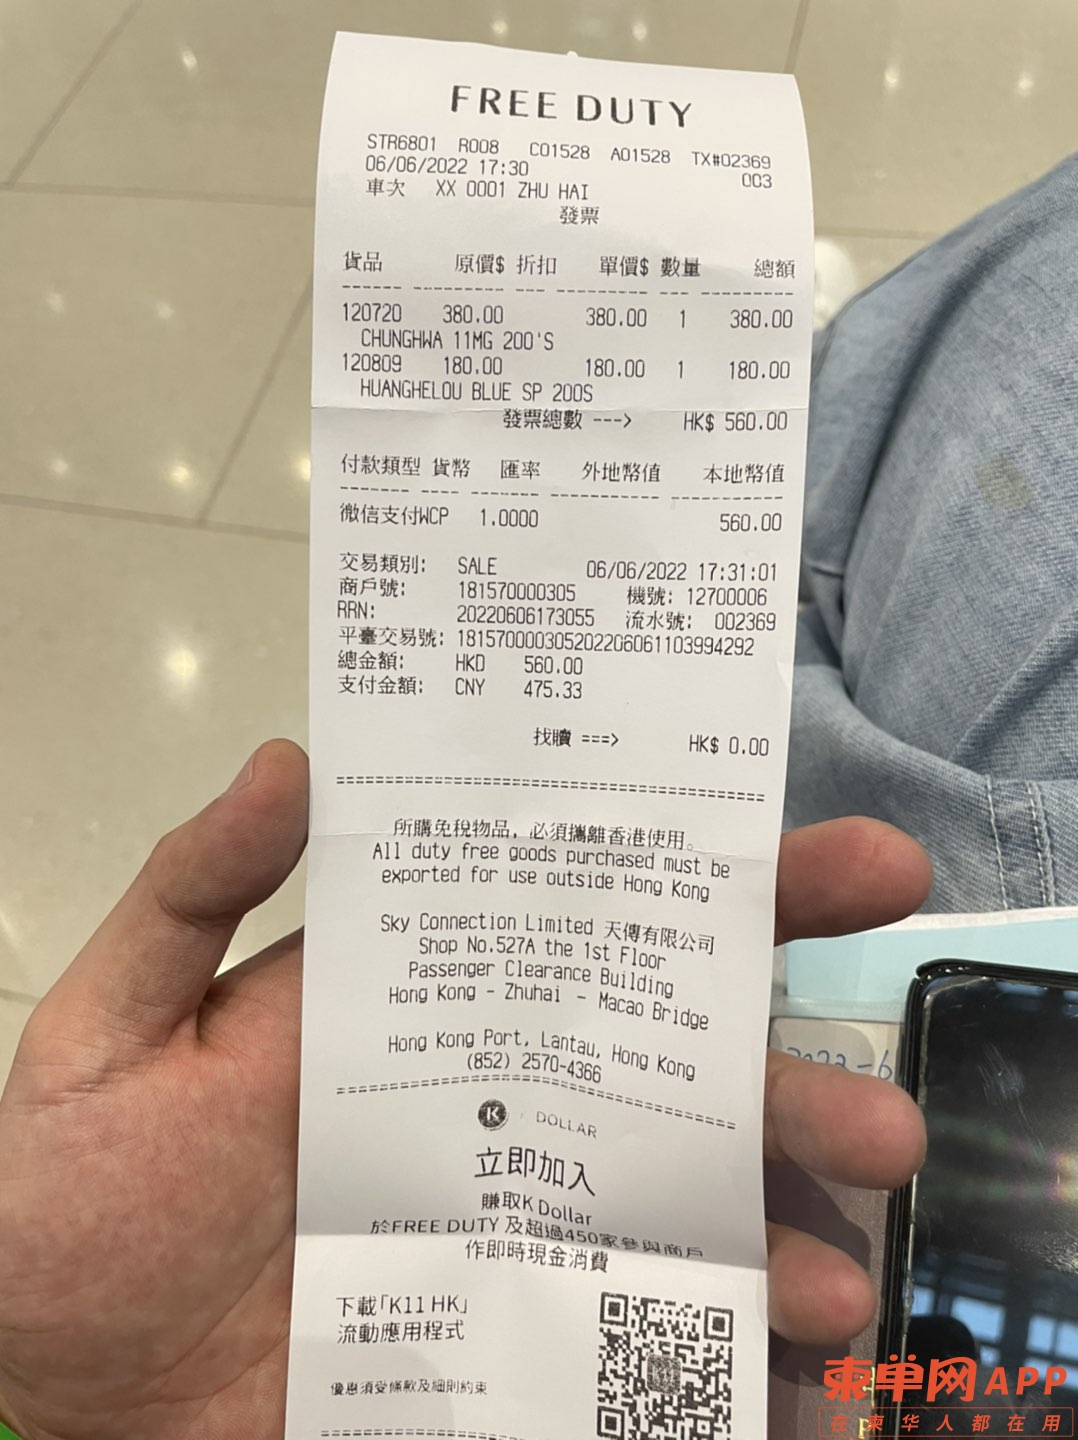 FREE DUTY
STR6801 R008 C01528 A01528 TX#02369
06/06/2022 17:30 003
車次 XX 0001 ZHU HAI
發票
貨品 原價$ 折扣 單價$ 數量 總額
120720 380.00 380.00 1 380.00
CHUNGHWA 11MG 200'S
120809 180.00 180.00 1 180.00
HUANGHELOU BLUE SP 200S
發票總數 ---> HK$ 560.00
付款類型 貨幣 匯率 外地幣值 本地幣值
微信支付WCP 1.0000 560.00
交易類別: SALE 06/06/2022 17:31:01
商戶號: 181570000305 機號: 12700006
RRN: 20220606173055 流水號: 002369
平臺交易號: 181570000305202206061103994292
總金額: HKD 560.00
支付金額: CNY 475.33
找贖 ===> HK$ 0.00
所購免稅物品, 必須攜離香港使用。
All duty free goods purchased must be
exported for use outside Hong Kong
Sky Connection Limited 天傳有限公司
Shop No.527A the 1st Floor
Passenger Clearance Building
Hong Kong - Zhuhai - Macao Bridge
Hong Kong Port, Lantau, Hong Kong
(852) 2570-4366
K K DOLLAR
立即加入
賺取K Dollar
於FREE DUTY 及超過450家參與商戶
作即時現金消費
下載「K11 HK」
流動應用程式
優惠須受條款及細則約束
2022-6
柬单网APP
在柬华人都在用